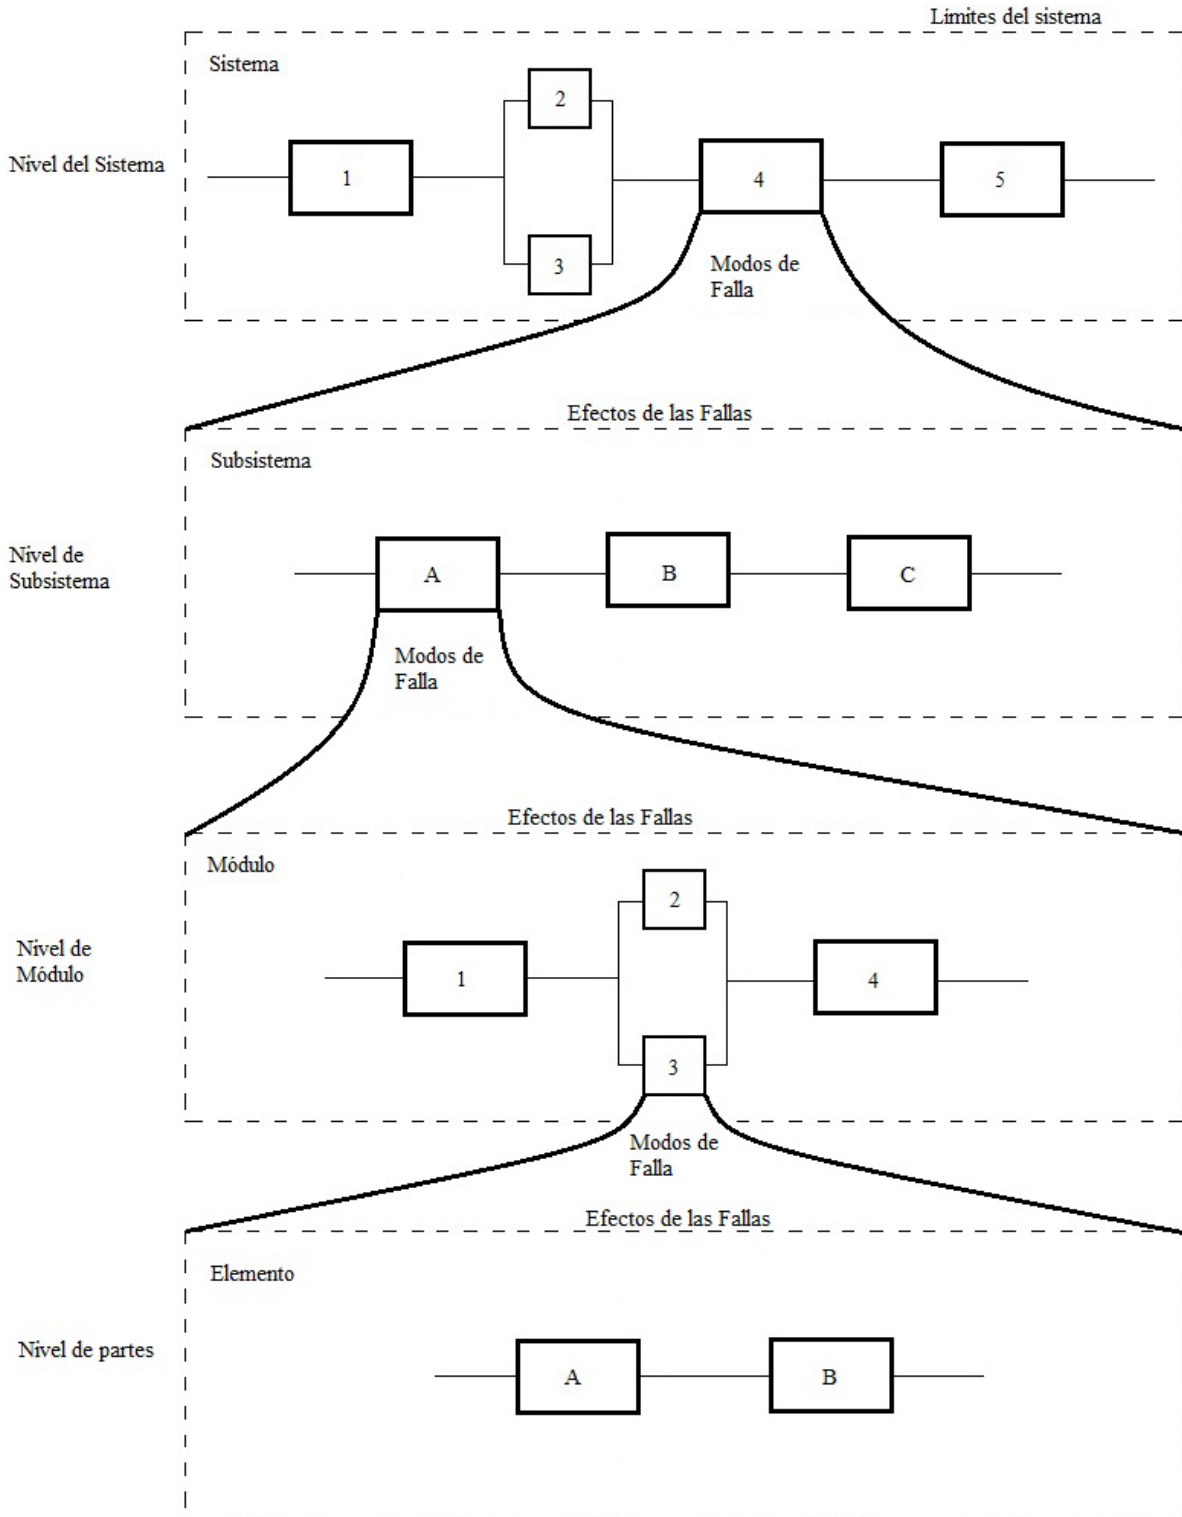 Limites del sistema
Sistema
2
Nivel del Sistema
1
4
5
3
Modos de
Falla
Efectos de las Fallas
Subsistema
Nivel de
Subsistema
A
B
C
Modos de
Falla
Efectos de las Fallas
Módulo
2
Nivel de
Módulo
1
4
3
Modos de
Falla
Efectos de las Fallas
Elemento
Nivel de partes
A
B